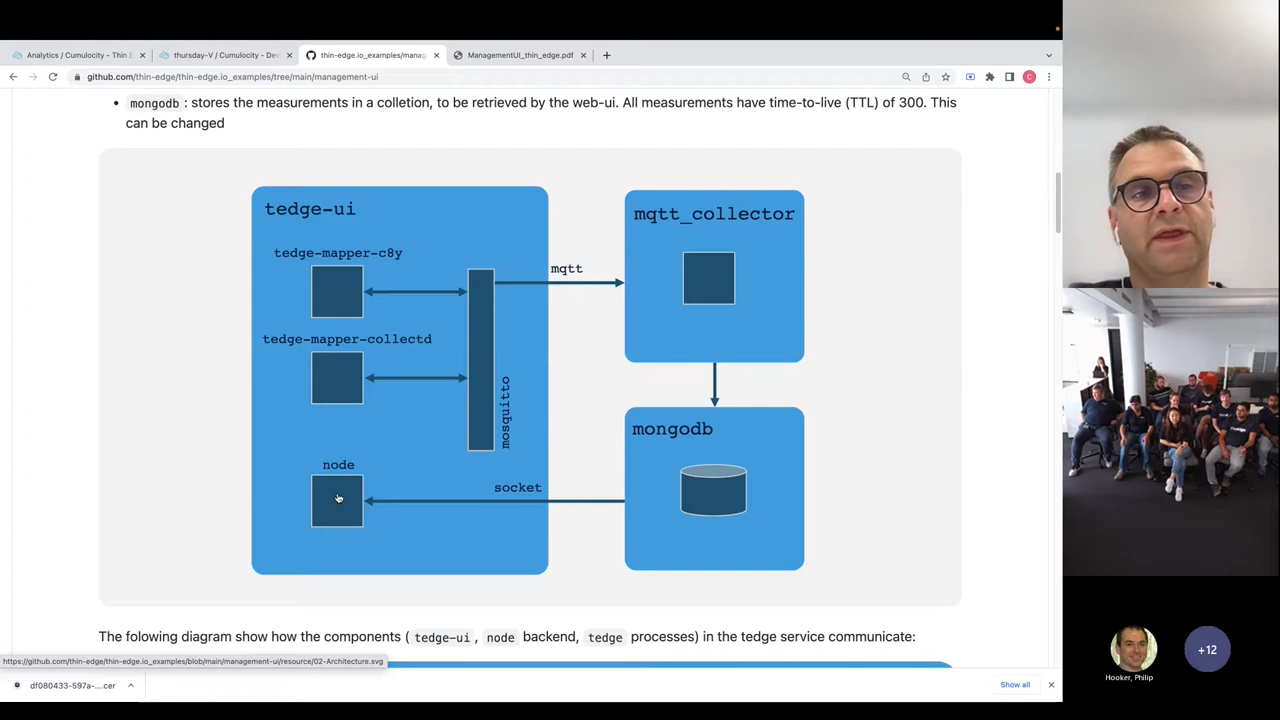 Analytics / Cumulocity - Thin E
thursday-V / Cumulocity - Dev
thin-edge.io_examples/manag
ManagementUI_thin_edge.pdf
github.com/thin-edge/thin-edge.io_examples/tree/main/management-ui
C
mongodb : stores the measurements in a colletion, to be retrieved by the web-ui. All measurements have time-to-live (TTL) of 300. This
can be changed
tedge-ui
mqtt_collector
tedge-mapper-c8y
mqtt
tedge-mapper-collectd
mosquitto
mongodb
node
socket
The folowing diagram show how the components ( tedge-ui , node backend, tedge processes) in the tedge service communicate:
https://github.com/thin-edge/thin-edge.io_examples/blob/main/management-ui/resource/02-Architecture.svg
df080433-597a-....cer
Show all
+12
Hooker, Philip